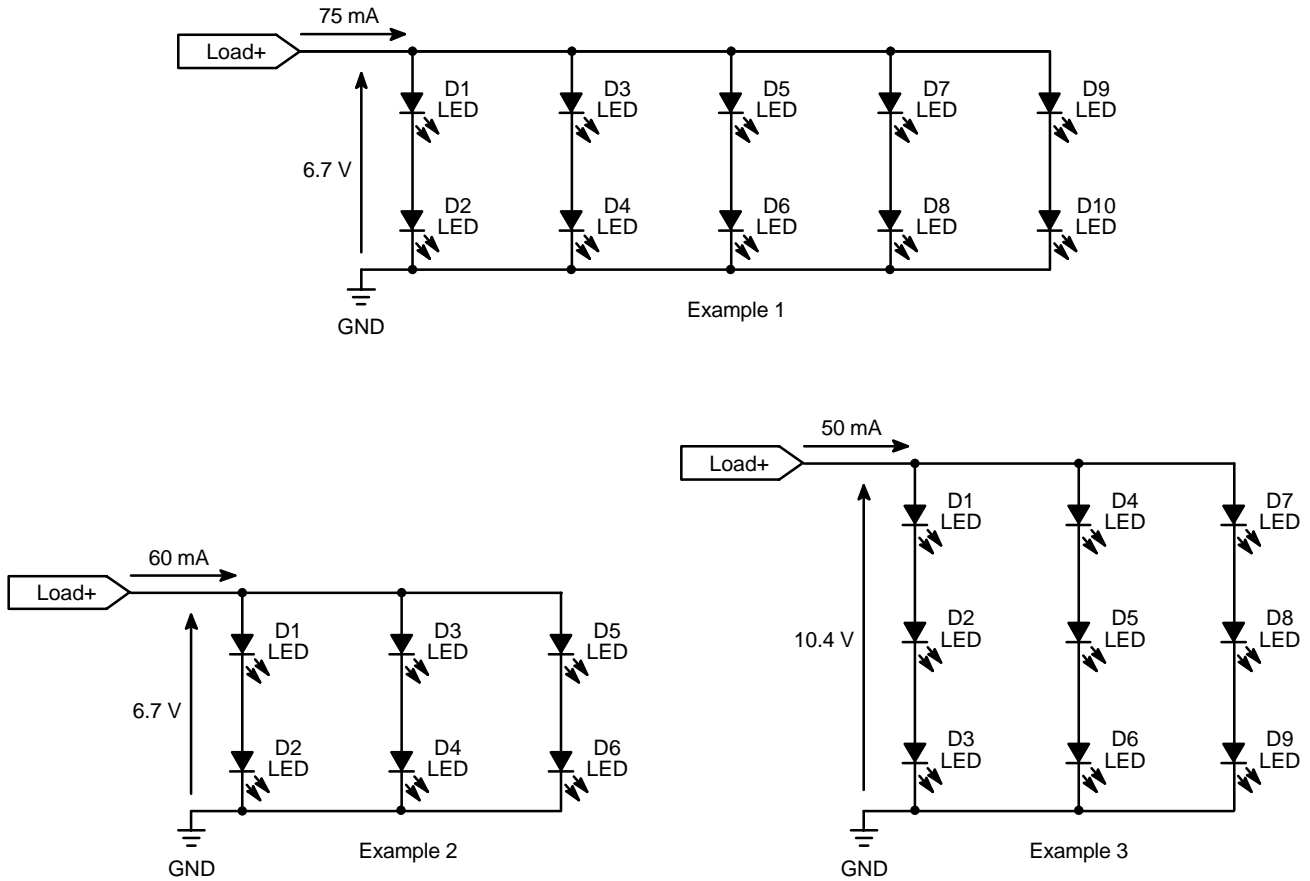 75 mA
Load+
D1
LED
D3
LED
D5
LED
D7
LED
D9
LED
6.7 V
D2
LED
D4
LED
D6
LED
D8
LED
D10
LED
GND
Example 1
60 mA
Load+
D1
LED
D3
LED
D5
LED
6.7 V
D2
LED
D4
LED
D6
LED
GND
Example 2
50 mA
Load+
D1
LED
D4
LED
D7
LED
10.4 V
D2
LED
D5
LED
D8
LED
D3
LED
D6
LED
D9
LED
GND
Example 3